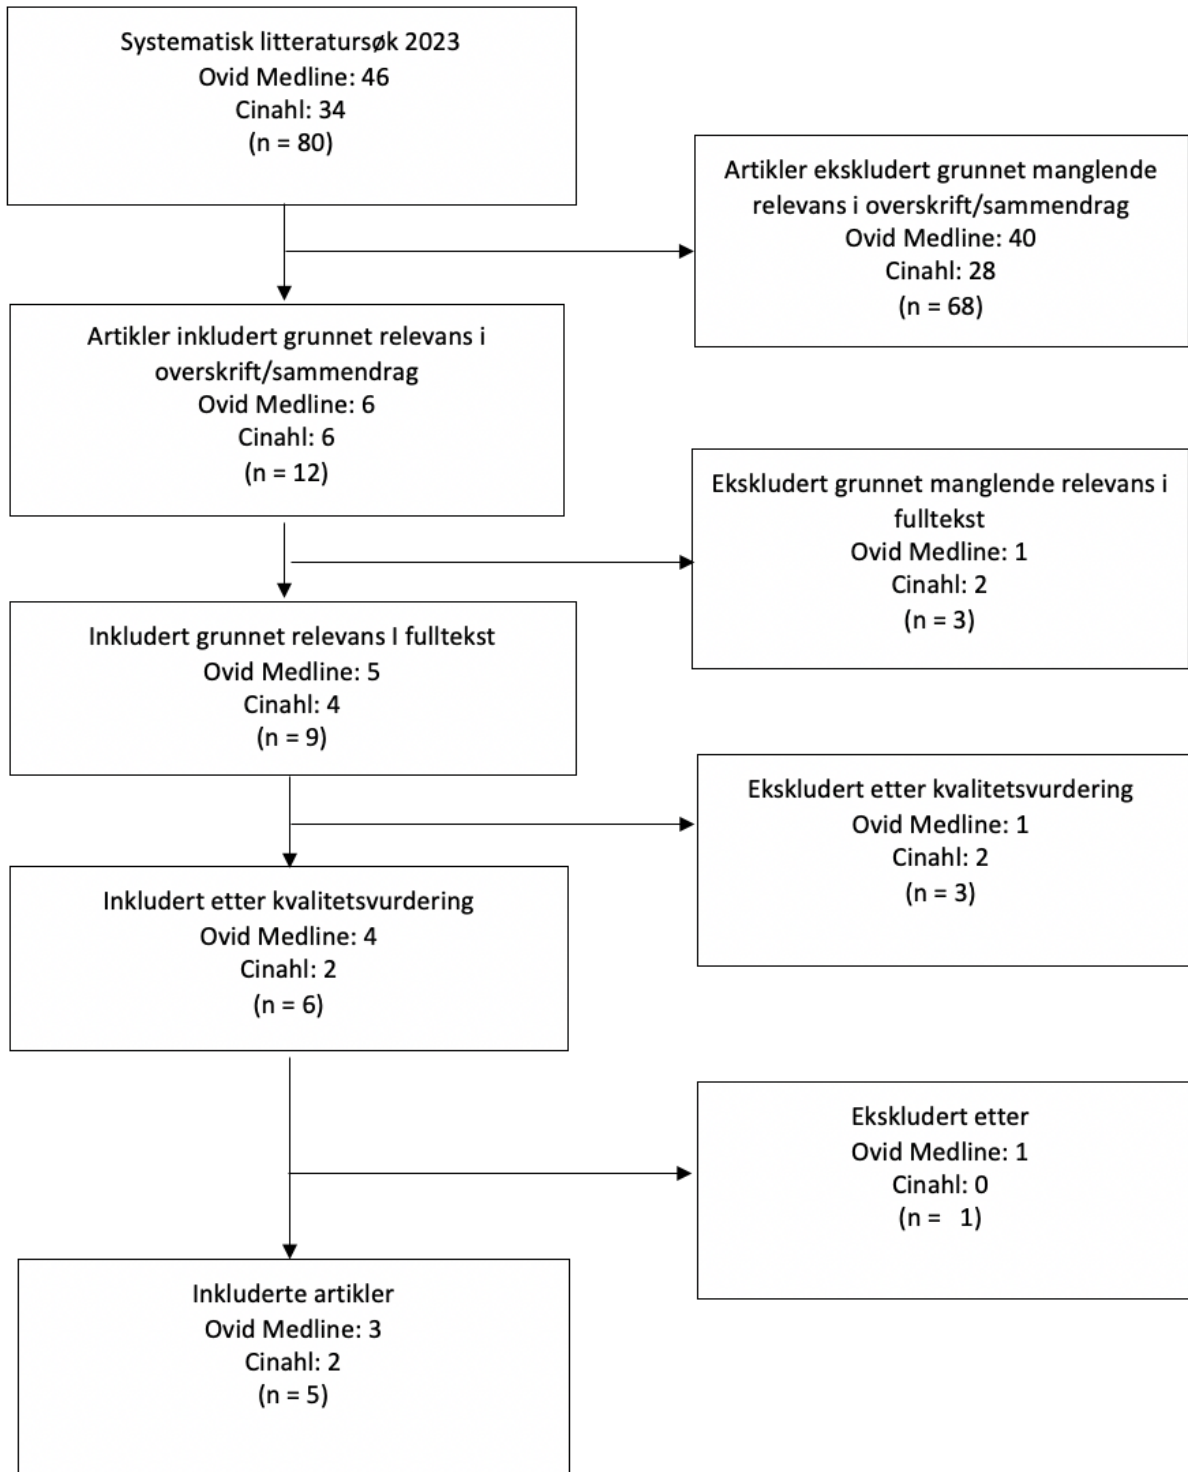 Systematisk litteratursøk 2023
Ovid Medline: 46
Cinahl: 34
(n = 80)
Artikler ekskludert grunnet manglende
relevans i overskrift/sammendrag
Ovid Medline: 40
Cinahl: 28
(n = 68)
Artikler inkludert grunnet relevans i
overskrift/sammendrag
Ovid Medline: 6
Cinahl: 6
(n = 12)
Ekskludert grunnet manglende relevans i
fulltekst
Ovid Medline: 1
Cinahl: 2
(n = 3)
Inkludert grunnet relevans I fulltekst
Ovid Medline: 5
Cinahl: 4
(n = 9)
Ekskludert etter kvalitetsvurdering
Ovid Medline: 1
Cinahl: 2
(n = 3)
Inkludert etter kvalitetsvurdering
Ovid Medline: 4
Cinahl: 2
(n = 6)
Ekskludert etter
Ovid Medline: 1
Cinahl: 0
(n =   1)
Inkluderte artikler
Ovid Medline: 3
Cinahl: 2
(n = 5)